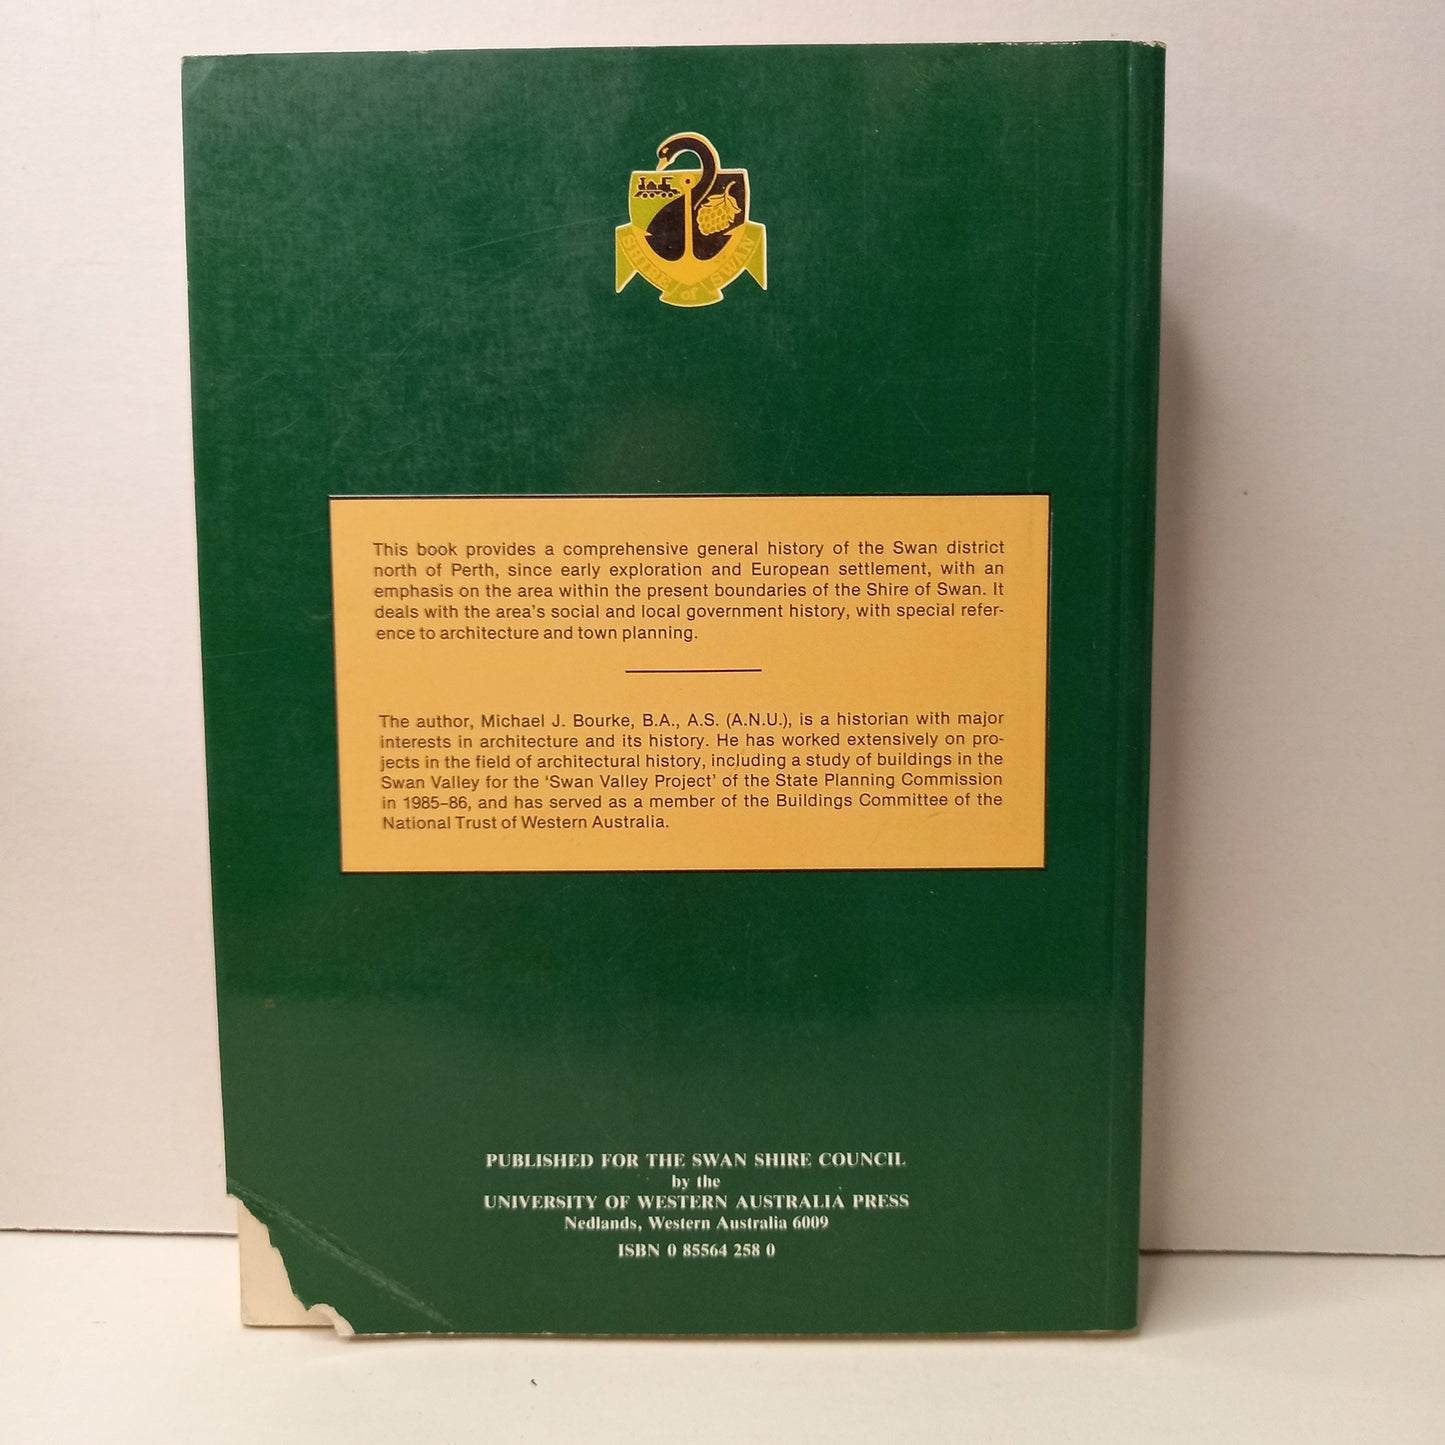 SHIRE of SWAN
This book provides a comprehensive general history of the Swan district
north of Perth, since early exploration and European settlement, with an
emphasis on the area within the present boundaries of the Shire of Swan. It
deals with the area's social and local government history, with special refer-
ence to architecture and town planning.
The author, Michael J. Bourke, B.A., A.S. (A.N.U.), is a historian with major
interests in architecture and its history. He has worked extensively on pro-
jects in the field of architectural history, including a study of buildings in the
Swan Valley for the 'Swan Valley Project' of the State Planning Commission
in 1985–86, and has served as a member of the Buildings Committee of the
National Trust of Western Australia.
PUBLISHED FOR THE SWAN SHIRE COUNCIL
by the
UNIVERSITY OF WESTERN AUSTRALIA PRESS
Nedlands, Western Australia 6009
ISBN 0 85564 258 0